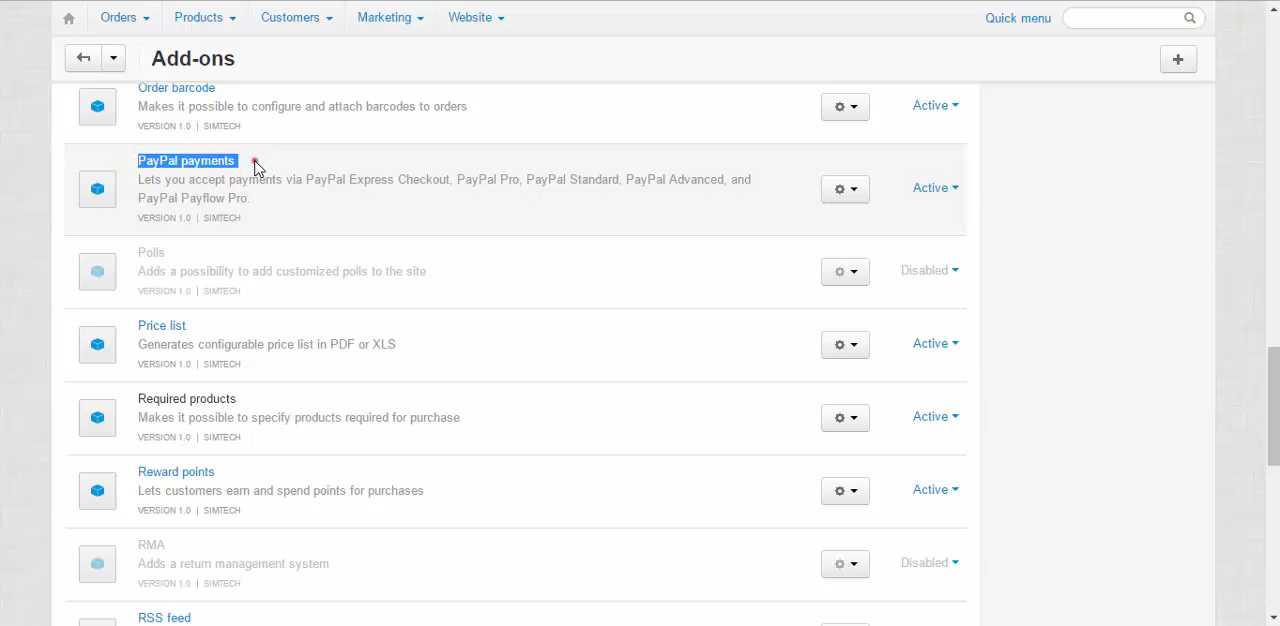 Orders Products Customers Marketing Website Quick menu
Add-ons +
Order barcode
Makes it possible to configure and attach barcodes to orders
Active
VERSION 1.0 | SIMTECH
PayPal payments
Lets you accept payments via PayPal Express Checkout, PayPal Pro, PayPal Standard, PayPal Advanced, and
PayPal Payflow Pro.
Active
VERSION 1.0 | SIMTECH
Polls
Adds a possibility to add customized polls to the site
Disabled
VERSION 1.0 | SIMTECH
Price list
Generates configurable price list in PDF or XLS
Active
VERSION 1.0 | SIMTECH
Required products
Makes it possible to specify products required for purchase
Active
VERSION 1.0 | SIMTECH
Reward points
Lets customers earn and spend points for purchases
Active
VERSION 1.0 | SIMTECH
RMA
Adds a return management system
Disabled
VERSION 1.0 | SIMTECH
RSS feed